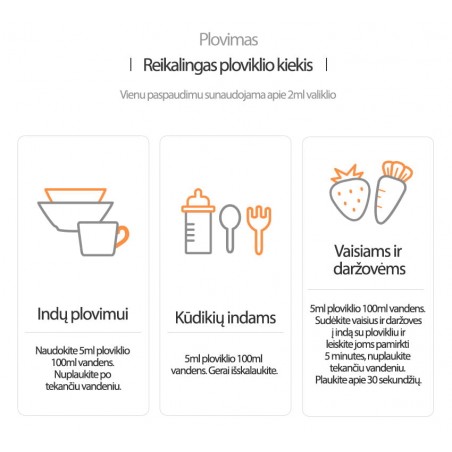 Plovimas
Reikalingas ploviklio kiekis
Vienu paspaudimu sunaudojama apie 2ml valiklio
Indų plovimui
Naudokite 5ml ploviklio
100ml vandens.
Nuplaukite po
tekančiu vandeniu.
Kūdikių indams
5ml ploviklio 100ml
vandens. Gerai išskalaukite.
Vaisiams ir
daržovėms
5ml ploviklio 100ml vandens.
Sudėkite vaisius ir daržoves
į indą su ploviklu ir
leiskite joms pamirkti
5 minutes, nuplaukite
tekančiu vandeniu.
Plaukite apie 30 sekundžių.